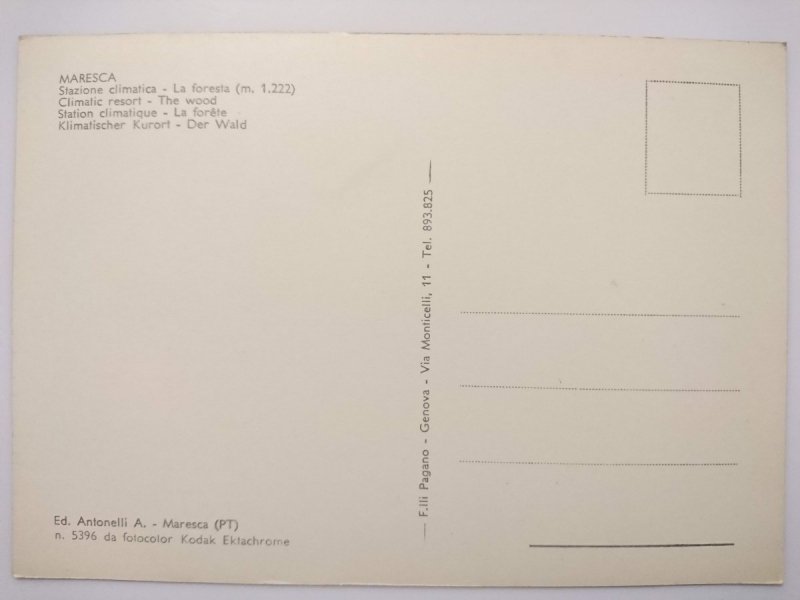 MARESCA
Stazione climatica - La foresta (m. 1.222)
Climatic resort - The wood
Station climatique - La forête
Klimatischer Kurort - Der Wald
F.lli Pagano - Genova - Via Monticelli, 11 - Tel. 893.825
Ed. Antonelli A. - Maresca (PT)
n. 5396 da fotocolor Kodak Ektachrome